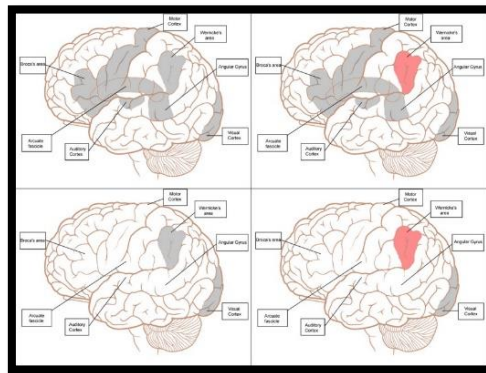 Motor
Cortex
Wernicke's
area
Broca's area
Angular Gyrus
Arcuate
fascicle
Auditory
Cortex
Visual
Cortex
Motor
Cortex
Wernicke's
area
Broca's area
Angular Gyrus
Arcuate
fascicle
Auditory
Cortex
Visual
Cortex
Motor
Cortex
Wernicke's
area
Broca's area
Angular Gyrus
Arcuate
fascicle
Auditory
Cortex
Visual
Cortex
Motor
Cortex
Wernicke's
area
Broca's area
Angular Gyrus
Arcuate
fascicle
Auditory
Cortex
Visual
Cortex